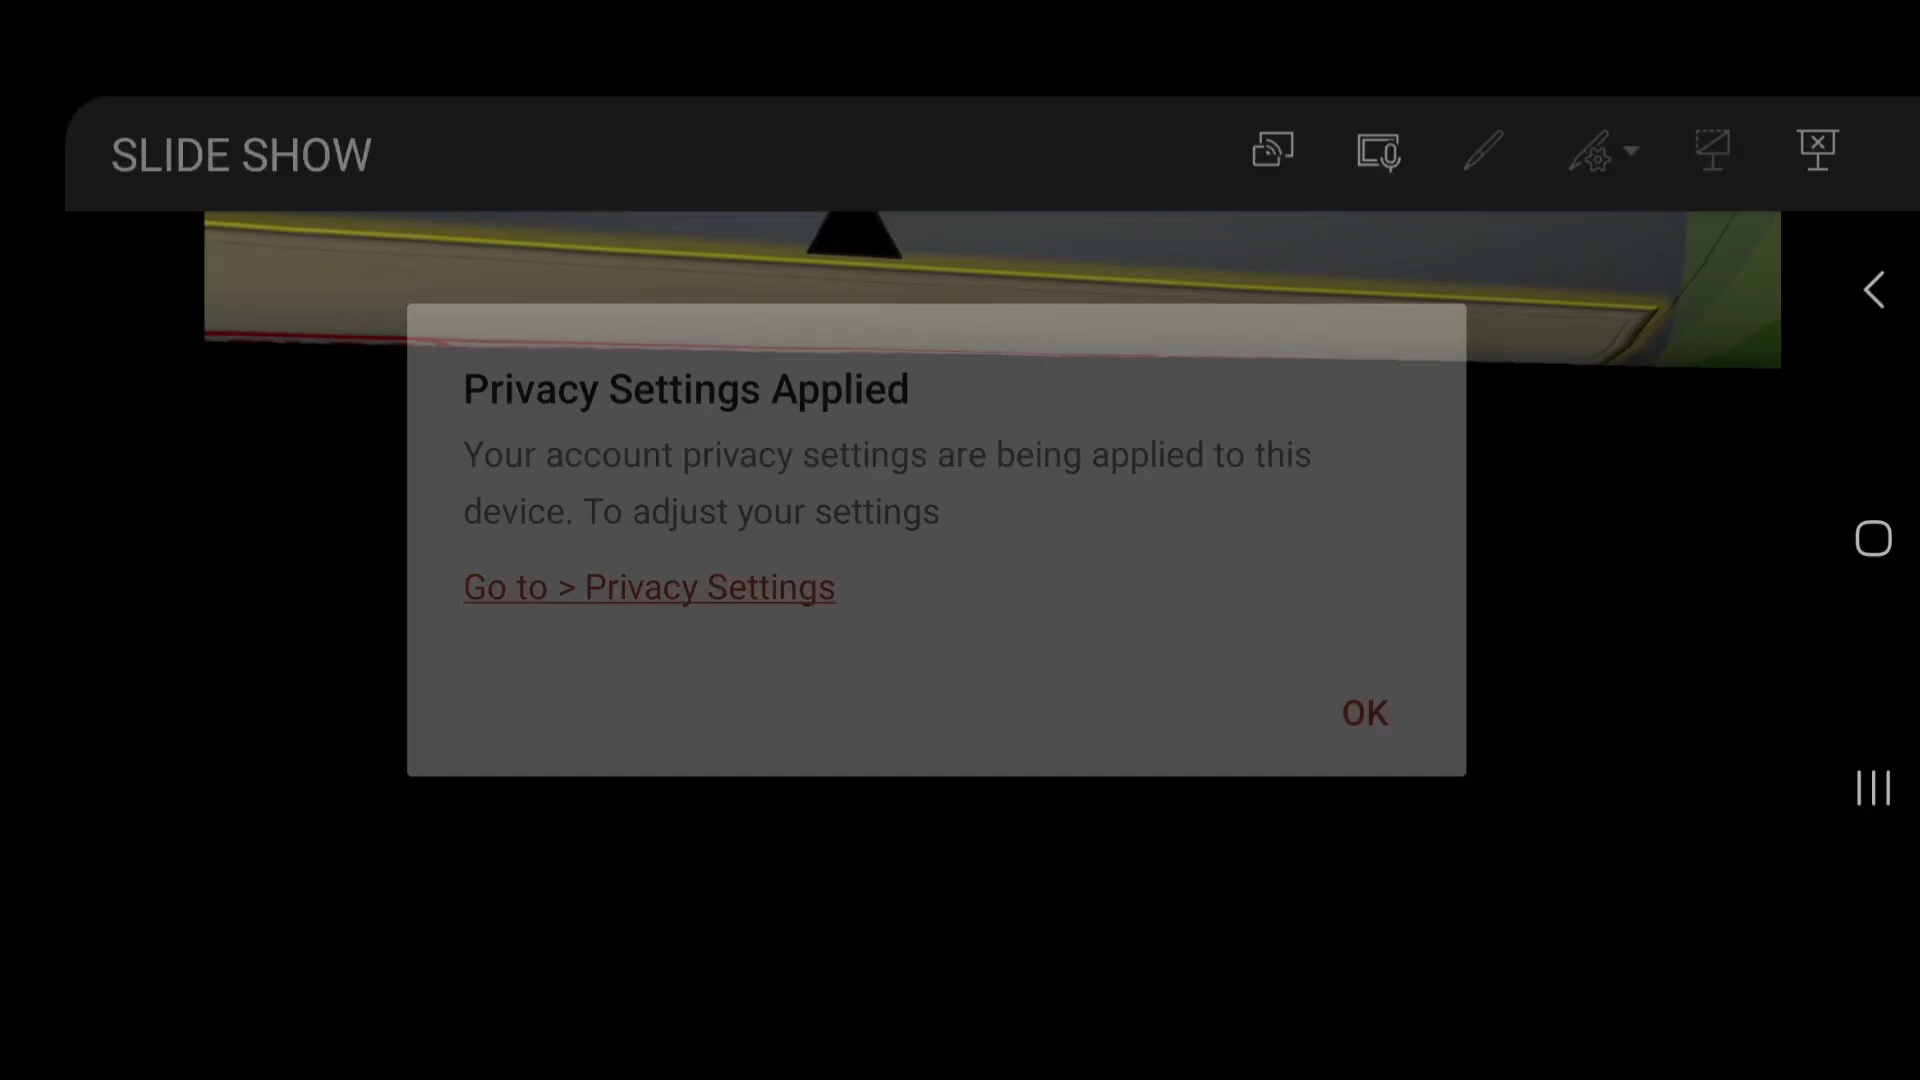 SLIDE SHOW
Privacy Settings Applied
Your account privacy settings are being applied to this
device. To adjust your settings
Go to > Privacy Settings
OK